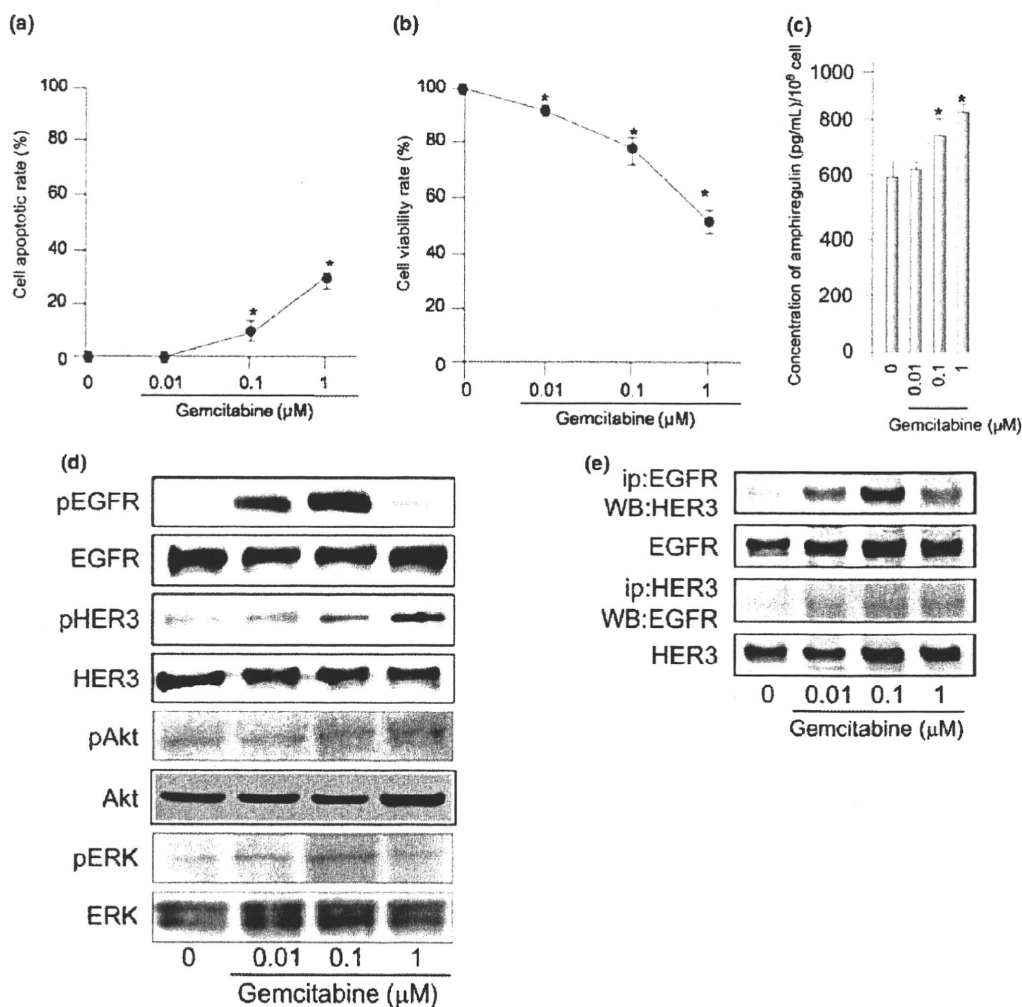 (a)
Cell apoptotic rate (%)
100
80
60
40
20
0
*
*
0 0.01 0.1 1
Gemcitabine (µM)
(b)
Cell viability rate (%)
100
80
60
40
20
0
*
*
*
0 0.01 0.1 1
Gemcitabine (µM)
(c)
Concentration of amphiregulin (pg/mL)/10⁶ cell
1000
800
600
400
200
0
*
*
0 0.01 0.1 1
Gemcitabine (µM)
(d)
pEGFR
EGFR
pHER3
HER3
pAkt
Akt
pERK
ERK
0 0.01 0.1 1
Gemcitabine (µM)
(e)
ip:EGFR
WB:HER3
EGFR
ip:HER3
WB:EGFR
HER3
0 0.01 0.1 1
Gemcitabine (µM)